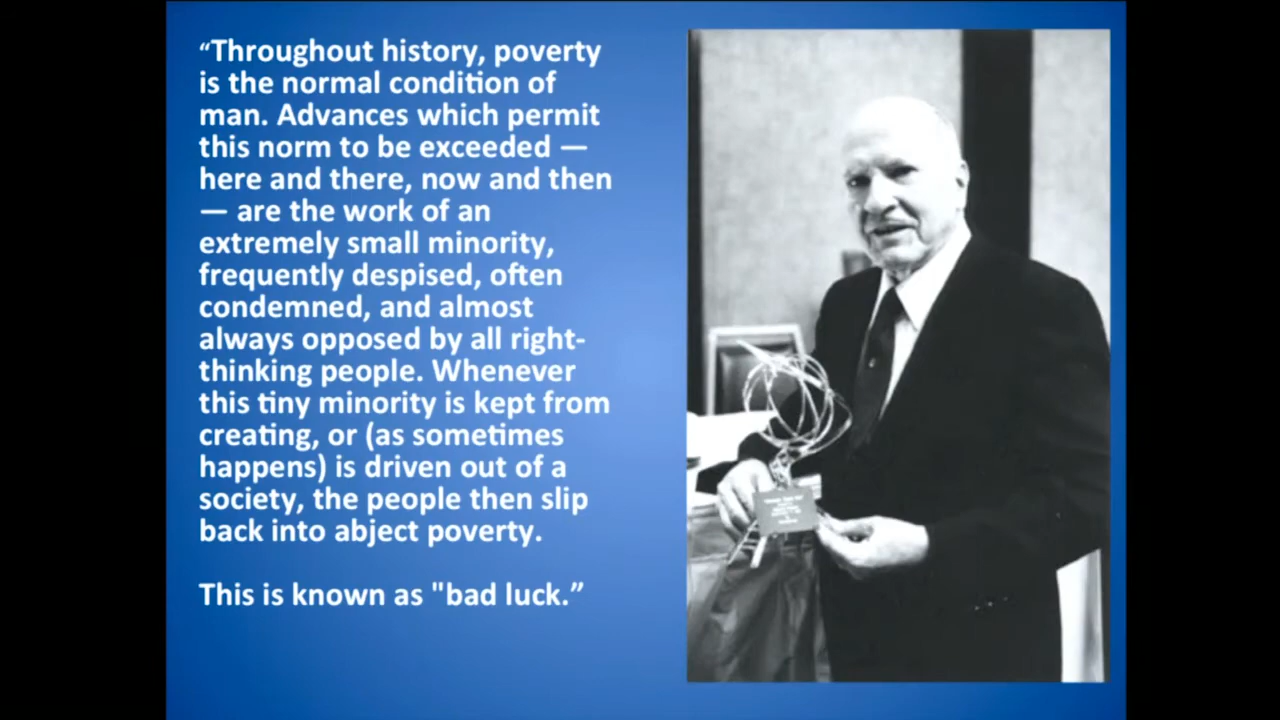 “Throughout history, poverty
is the normal condition of
man. Advances which permit
this norm to be exceeded —
here and there, now and then
— are the work of an
extremely small minority,
frequently despised, often
condemned, and almost
always opposed by all right-
thinking people. Whenever
this tiny minority is kept from
creating, or (as sometimes
happens) is driven out of a
society, the people then slip
back into abject poverty.
This is known as "bad luck.”